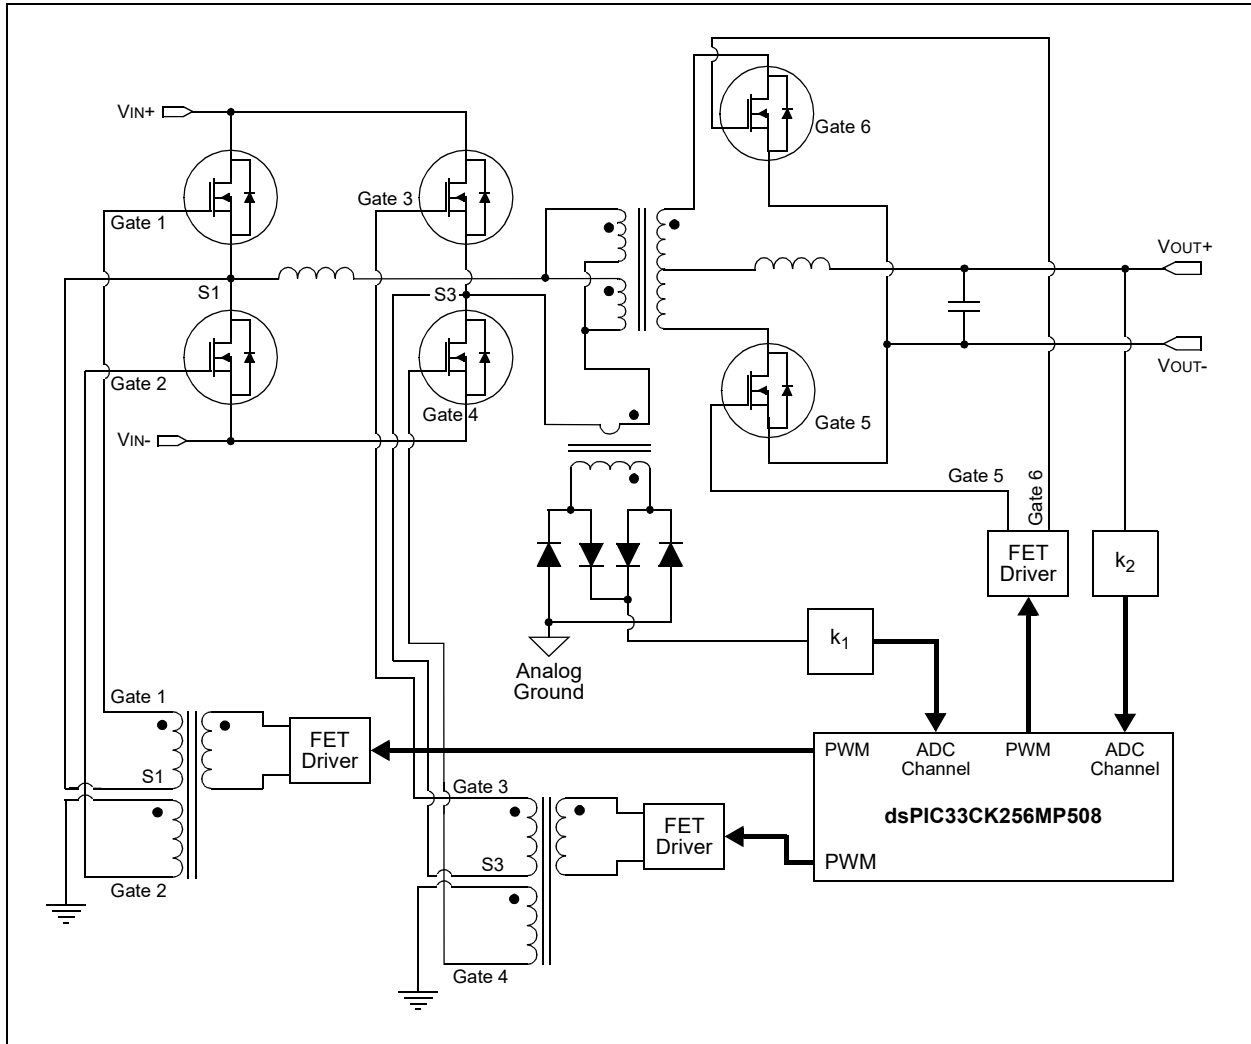 VIN+
Gate 6
Gate 3
Gate 1
VOUT+
S1
S3
VOUT-
Gate 2
Gate 4
Gate 5
VIN-
Gate 5
Gate 6
FET
Driver
k2
k1
Analog
Ground
Gate 1
FET
Driver
S1
Gate 2
PWM
ADC
Channel
PWM
ADC
Channel
Gate 3
FET
Driver
S3
dsPIC33CK256MP508
PWM
Gate 4